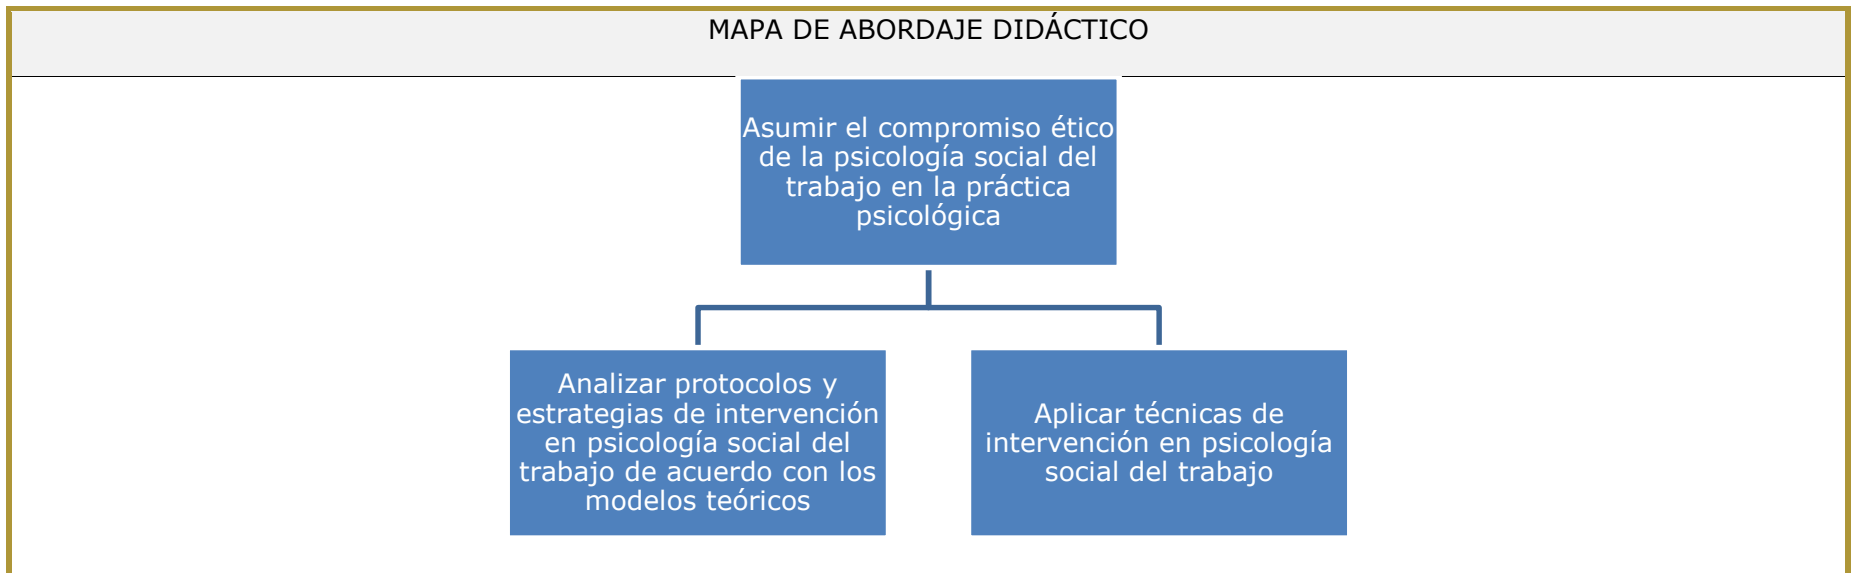 MAPA DE ABORDAJE DIDÁCTICO
Asumir el compromiso ético
de la psicología social del
trabajo en la práctica
psicológica
Analizar protocolos y
estrategias de intervención
en psicología social del
trabajo de acuerdo con los
modelos teóricos
Aplicar técnicas de
intervención en psicología
social del trabajo